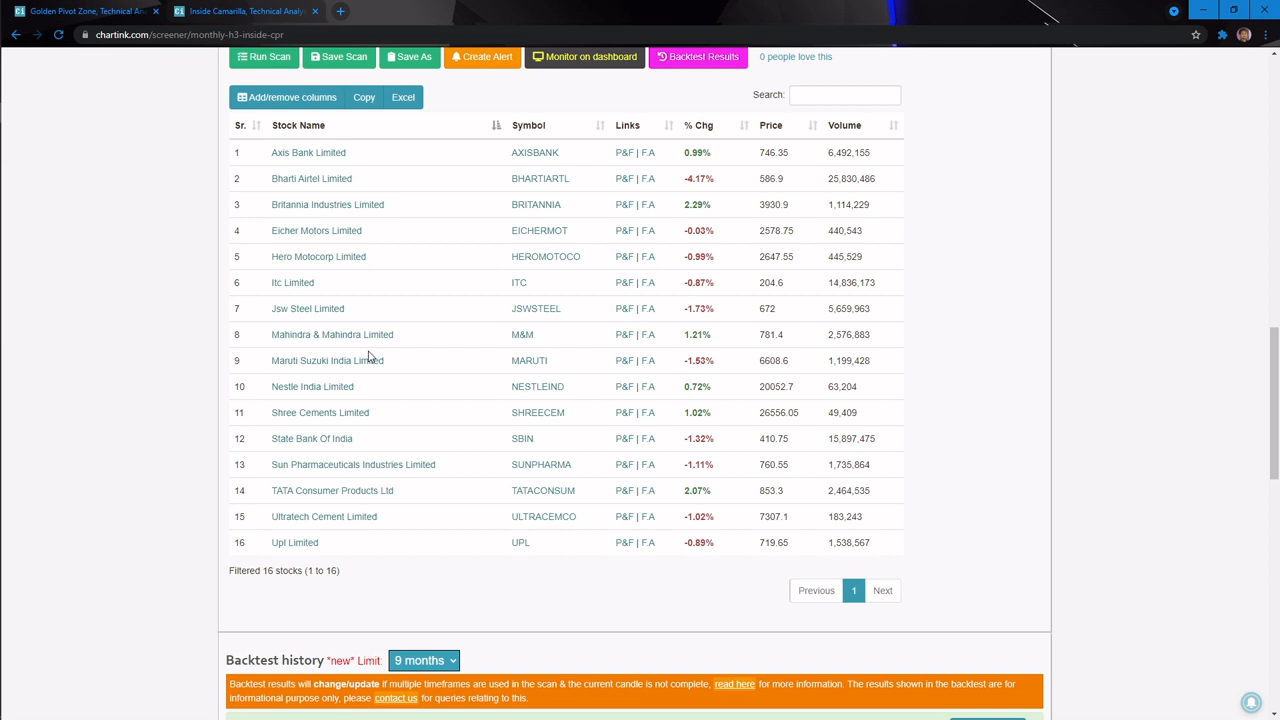 Golden Pivot Zone, Technical Ana
Inside Camarilla, Technical Analys
chartink.com/screener/monthly-h3-inside-cpr
Run Scan Save Scan Save As Create Alert Monitor on dashboard Backtest Results 0 people love this
Add/remove columns Copy Excel Search:
Sr. Stock Name Symbol Links % Chg Price Volume
1 Axis Bank Limited AXISBANK P&F | F.A 0.99% 746.35 6,492,155
2 Bharti Airtel Limited BHARTIARTL P&F | F.A -4.17% 586.9 25,830,486
3 Britannia Industries Limited BRITANNIA P&F | F.A 2.29% 3930.9 1,114,229
4 Eicher Motors Limited EICHERMOT P&F | F.A -0.03% 2578.75 440,543
5 Hero Motocorp Limited HEROMOTOCO P&F | F.A -0.99% 2647.55 445,529
6 Itc Limited ITC P&F | F.A -0.87% 204.6 14,836,173
7 Jsw Steel Limited JSWSTEEL P&F | F.A -1.73% 672 5,659,963
8 Mahindra & Mahindra Limited M&M P&F | F.A 1.21% 781.4 2,576,883
9 Maruti Suzuki India Limited MARUTI P&F | F.A -1.53% 6608.6 1,199,428
10 Nestle India Limited NESTLEIND P&F | F.A 0.72% 20052.7 63,204
11 Shree Cements Limited SHREECEM P&F | F.A 1.02% 26556.05 49,409
12 State Bank Of India SBIN P&F | F.A -1.32% 410.75 15,897,475
13 Sun Pharmaceuticals Industries Limited SUNPHARMA P&F | F.A -1.11% 760.55 1,735,864
14 TATA Consumer Products Ltd TATACONSUM P&F | F.A 2.07% 853.3 2,464,535
15 Ultratech Cement Limited ULTRACEMCO P&F | F.A -1.02% 7307.1 183,243
16 Upl Limited UPL P&F | F.A -0.89% 719.65 1,538,567
Filtered 16 stocks (1 to 16)
Previous 1 Next
Backtest history *new* Limit: 9 months
Backtest results will change/update if multiple timeframes are used in the scan & the current candle is not complete, read here for more information. The results shown in the backtest are for
informational purpose only, please contact us for queries relating to this.